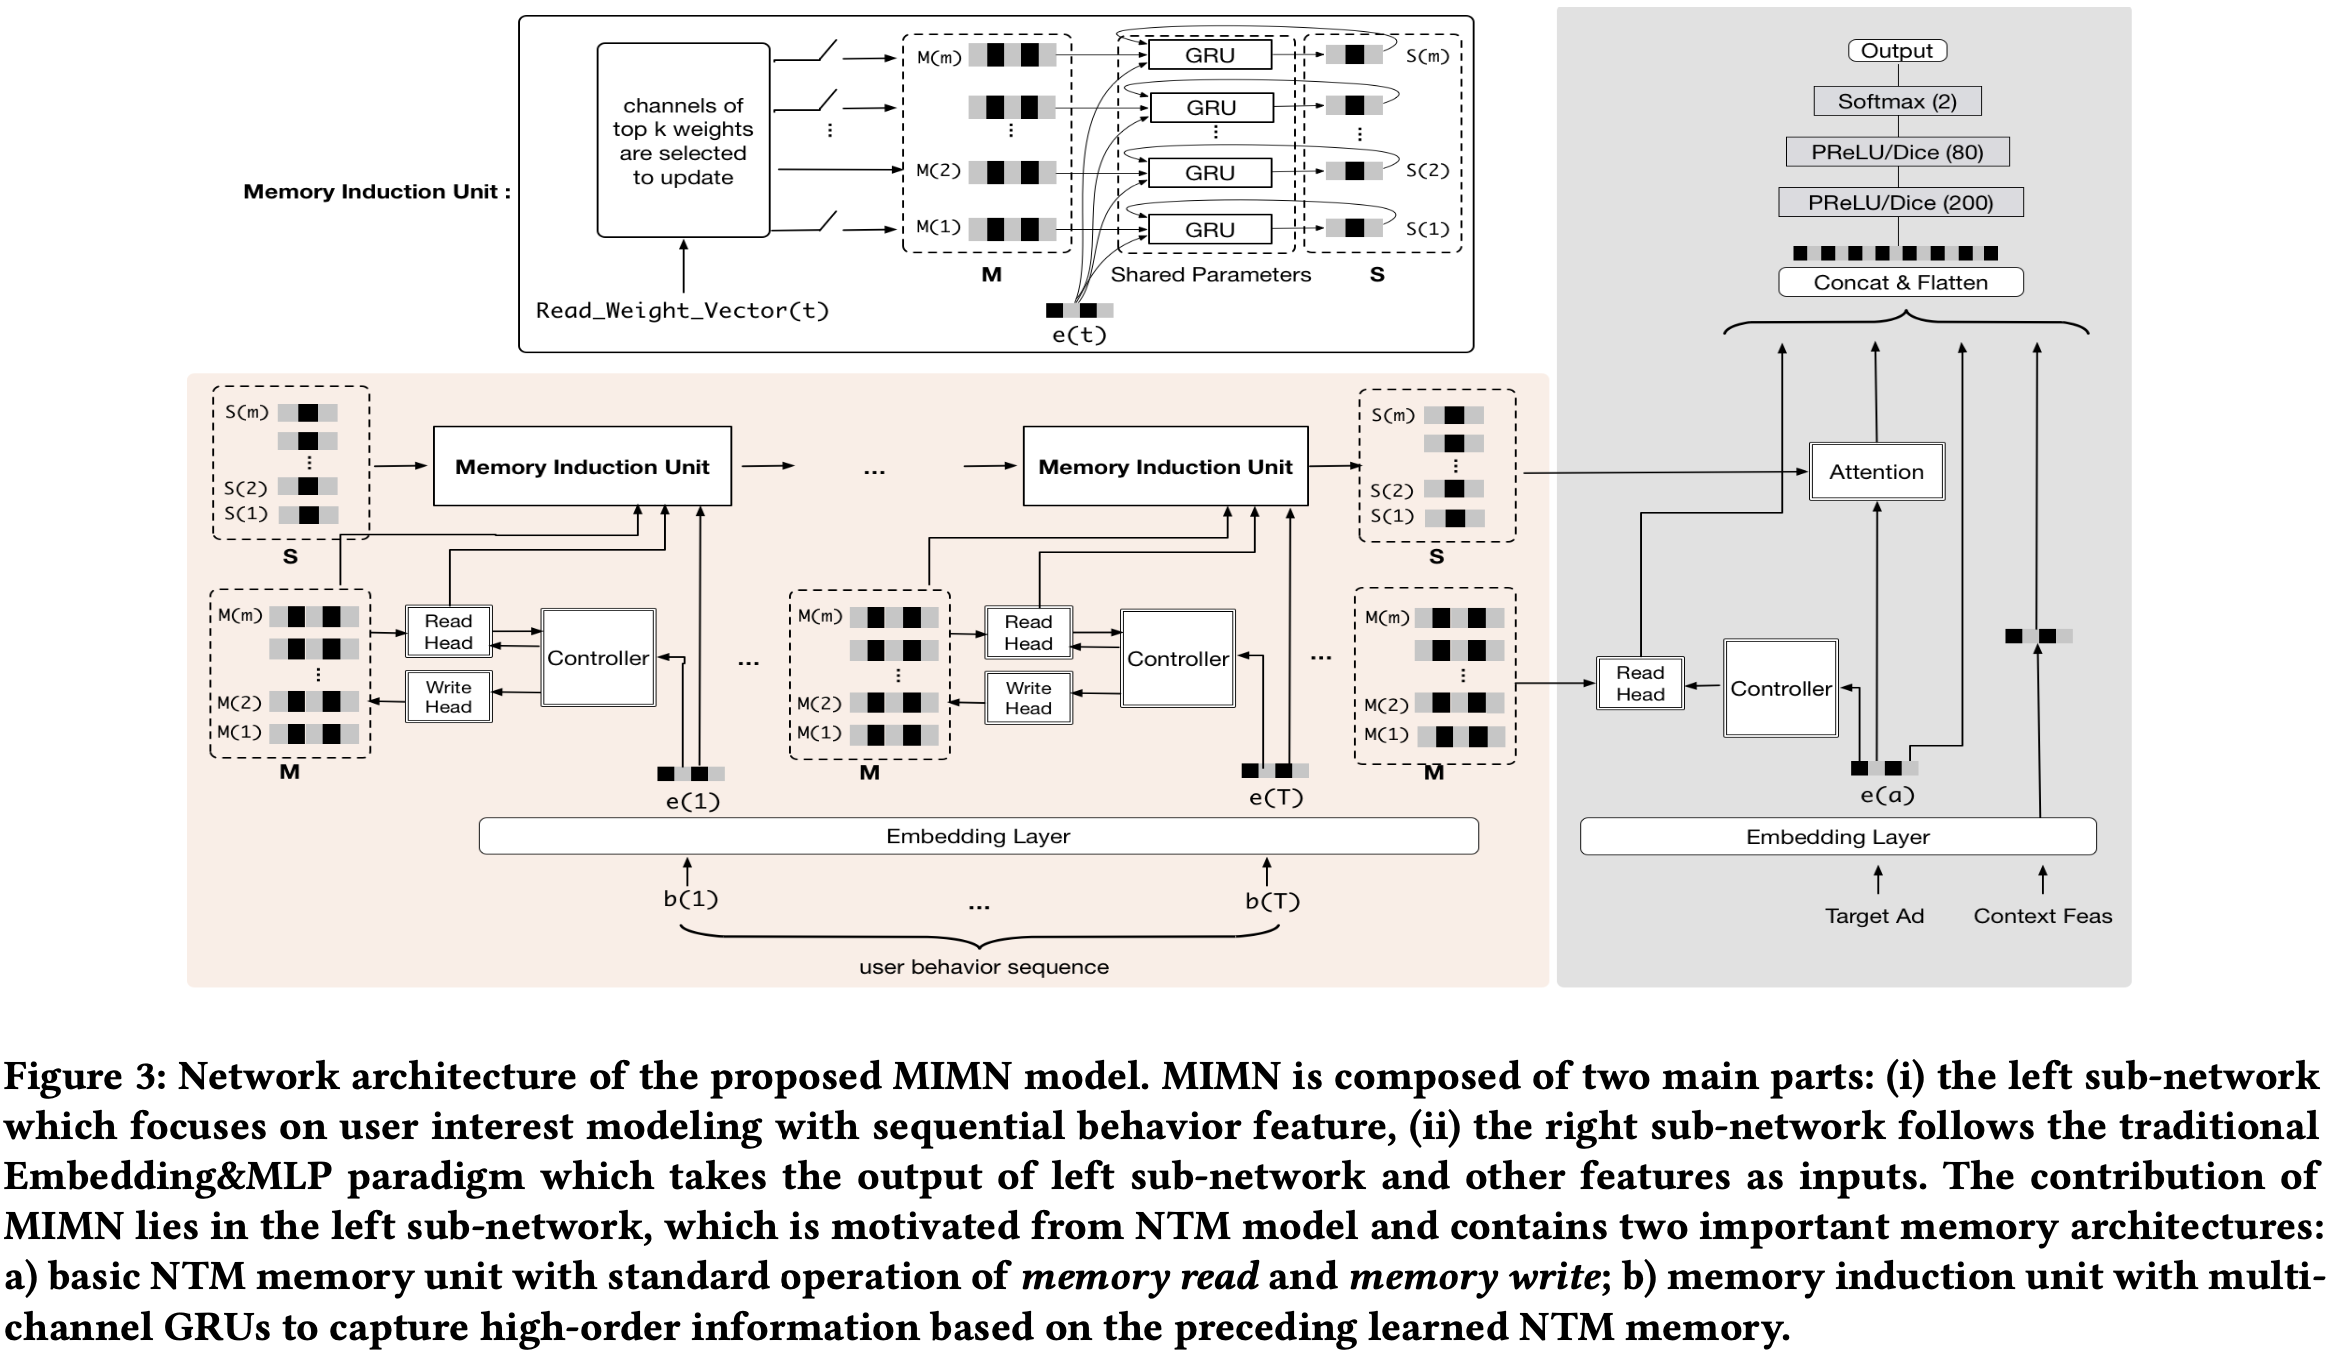 Memory Induction Unit :
channels of
top k weights
are selected
to update
Read_Weight_Vector(t)
M(m)
⋮
M(2)
M(1)
M
GRU
GRU
⋮
GRU
GRU
Shared Parameters
e(t)
S(m)
⋮
S(2)
S(1)
S
S(m)
⋮
S(2)
S(1)
S
Memory Induction Unit
...
Memory Induction Unit
S(m)
⋮
S(2)
S(1)
S
M(m)
⋮
M(2)
M(1)
M
Read
Head
Write
Head
Controller
...
M(m)
⋮
M(2)
M(1)
M
Read
Head
Write
Head
Controller
...
M(m)
⋮
M(2)
M(1)
M
e(1)
e(T)
Embedding Layer
b(1)
...
b(T)
user behavior sequence
Output
Softmax (2)
PReLU/Dice (80)
PReLU/Dice (200)
Concat & Flatten
Attention
Read
Head
Controller
e(a)
Embedding Layer
Target Ad
Context Feas
Figure 3: Network architecture of the proposed MIMN model. MIMN is composed of two main parts: (i) the left sub-network
which focuses on user interest modeling with sequential behavior feature, (ii) the right sub-network follows the traditional
Embedding&MLP paradigm which takes the output of left sub-network and other features as inputs. The contribution of
MIMN lies in the left sub-network, which is motivated from NTM model and contains two important memory architectures:
a) basic NTM memory unit with standard operation of memory read and memory write; b) memory induction unit with multi-
channel GRUs to capture high-order information based on the preceding learned NTM memory.